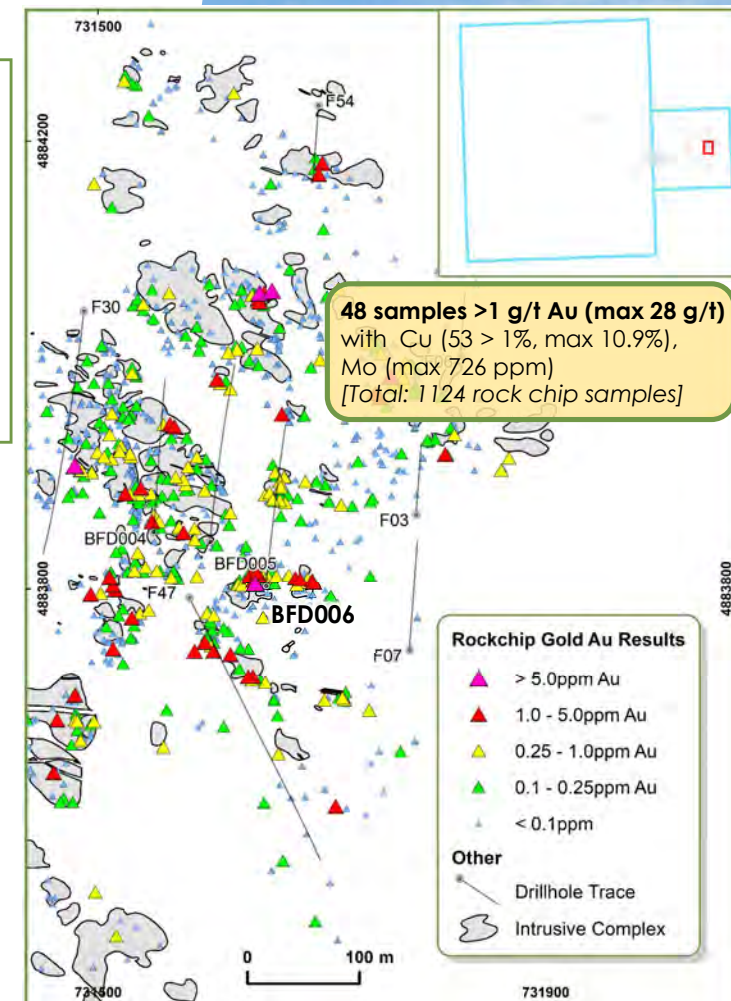 731500
4884200
F54
F30
48 samples >1 g/t Au (max 28 g/t)
with Cu (53 > 1%, max 10.9%),
Mo (max 726 ppm)
[Total: 1124 rock chip samples]
F03
BFD004
BFD005
4883800
4883800
F47
BFD006
F07
Rockchip Gold Au Results
> 5.0ppm Au
1.0 - 5.0ppm Au
0.25 - 1.0ppm Au
0.1 - 0.25ppm Au
< 0.1ppm
Other
Drillhole Trace
Intrusive Complex
0 100 m
731500
731900